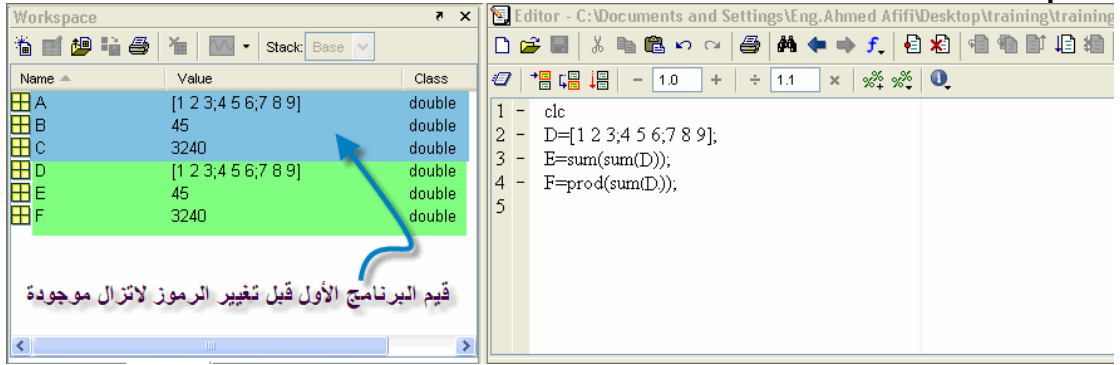 Workspace
Stack: Base
Name Value Class
A [1 2 3;4 5 6;7 8 9] double
B 45 double
C 3240 double
D [1 2 3;4 5 6;7 8 9] double
E 45 double
F 3240 double
قيم البرنامج الأول قبل تغيير الرموز لاتزال موجودة
Editor - C:\Documents and Settings\Eng.Ahmed Afifi\Desktop\training\training
- 1.0 + ÷ 1.1 ×
1 - clc
2 - D=[1 2 3;4 5 6;7 8 9];
3 - E=sum(sum(D));
4 - F=prod(sum(D));
5